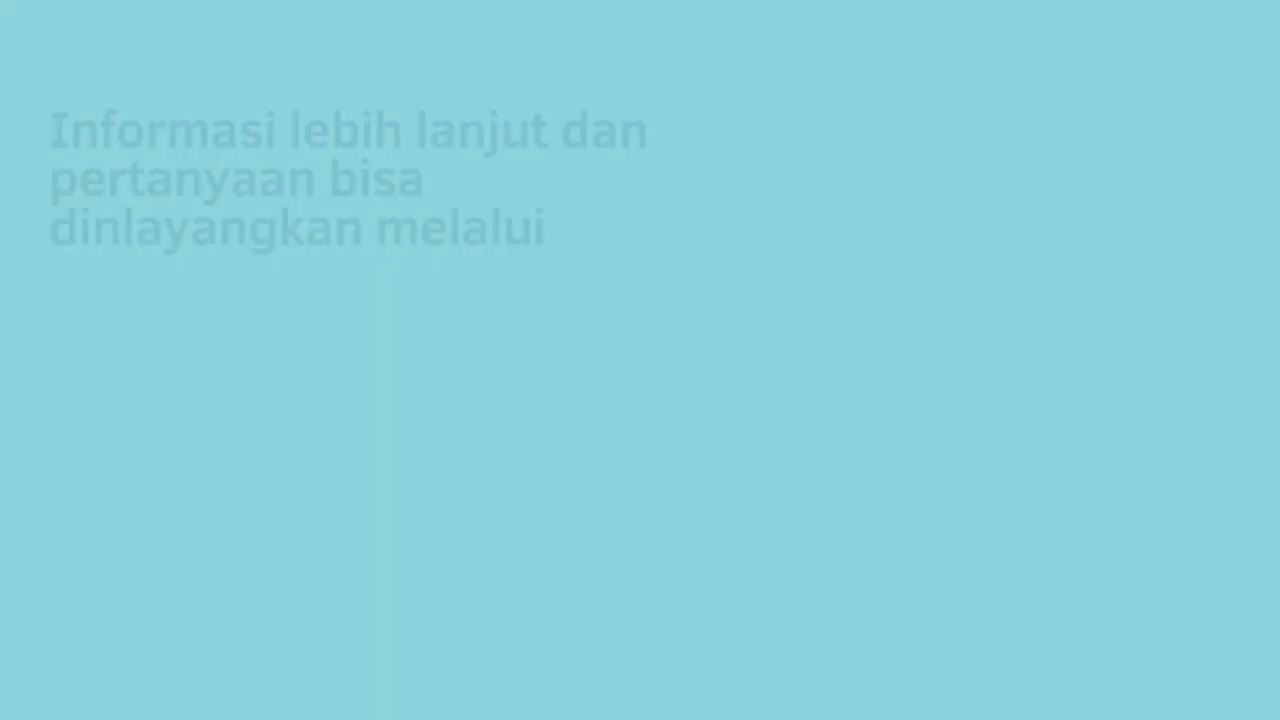 Informasi lebih lanjut dan
pertanyaan bisa
dinlayangkan melalui